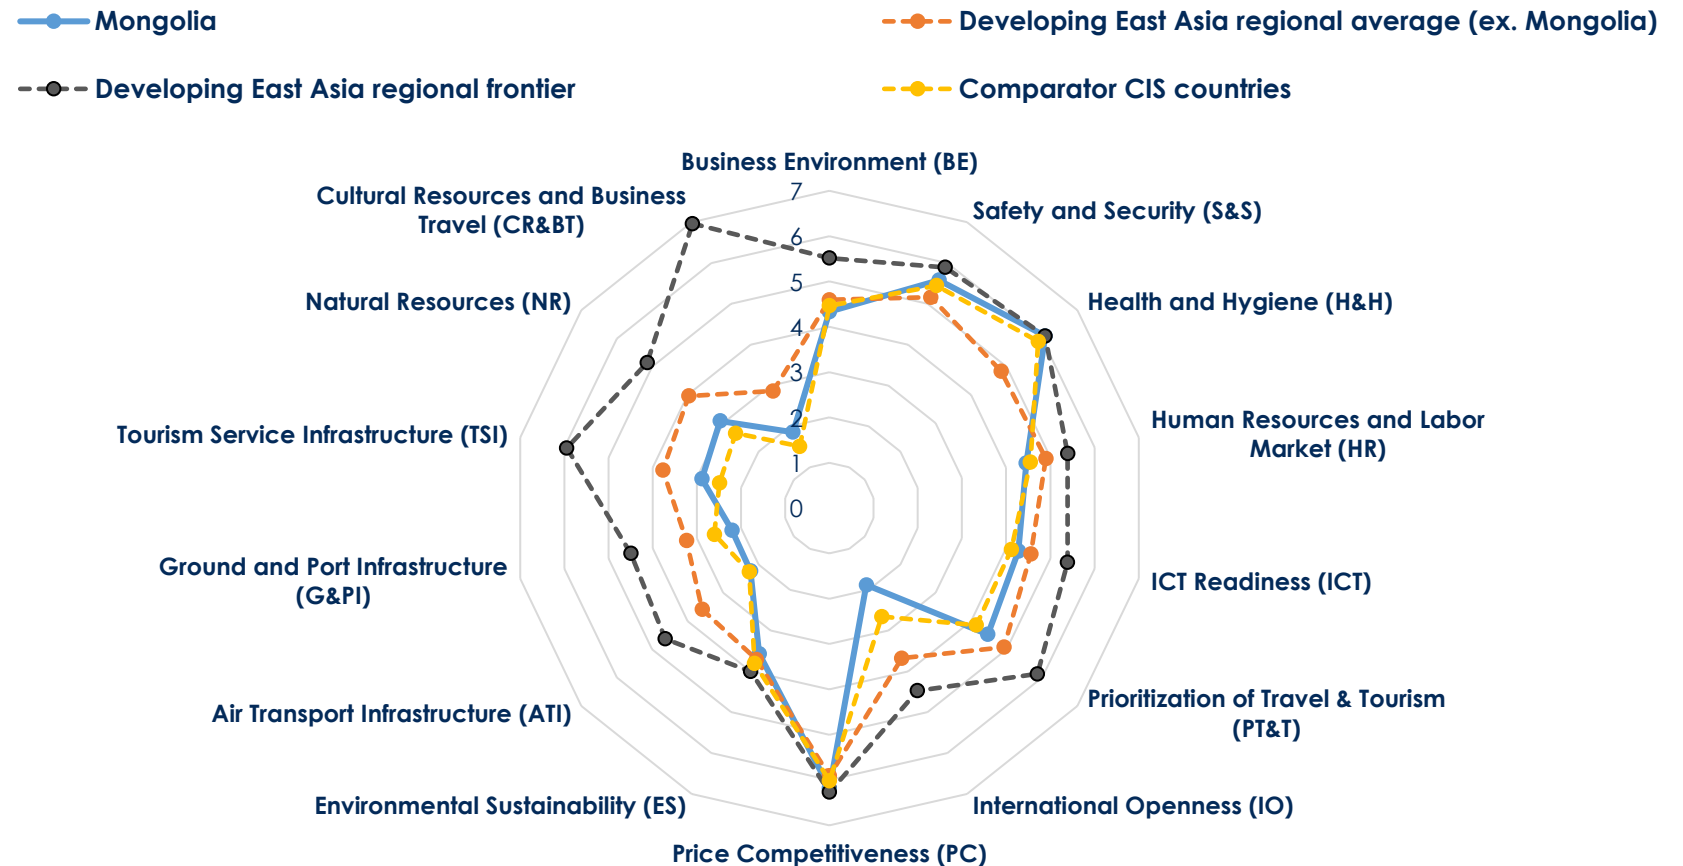 Mongolia
Developing East Asia regional average (ex. Mongolia)
Developing East Asia regional frontier
Comparator CIS countries
Business Environment (BE)
Cultural Resources and Business
Travel (CR&BT)
Safety and Security (S&S)
Natural Resources (NR)
Health and Hygiene (H&H)
Tourism Service Infrastructure (TSI)
Human Resources and Labor
Market (HR)
Ground and Port Infrastructure
(G&PI)
ICT Readiness (ICT)
Air Transport Infrastructure (ATI)
Prioritization of Travel & Tourism
(PT&T)
Environmental Sustainability (ES)
International Openness (IO)
Price Competitiveness (PC)
7
6
5
4
3
2
1
0